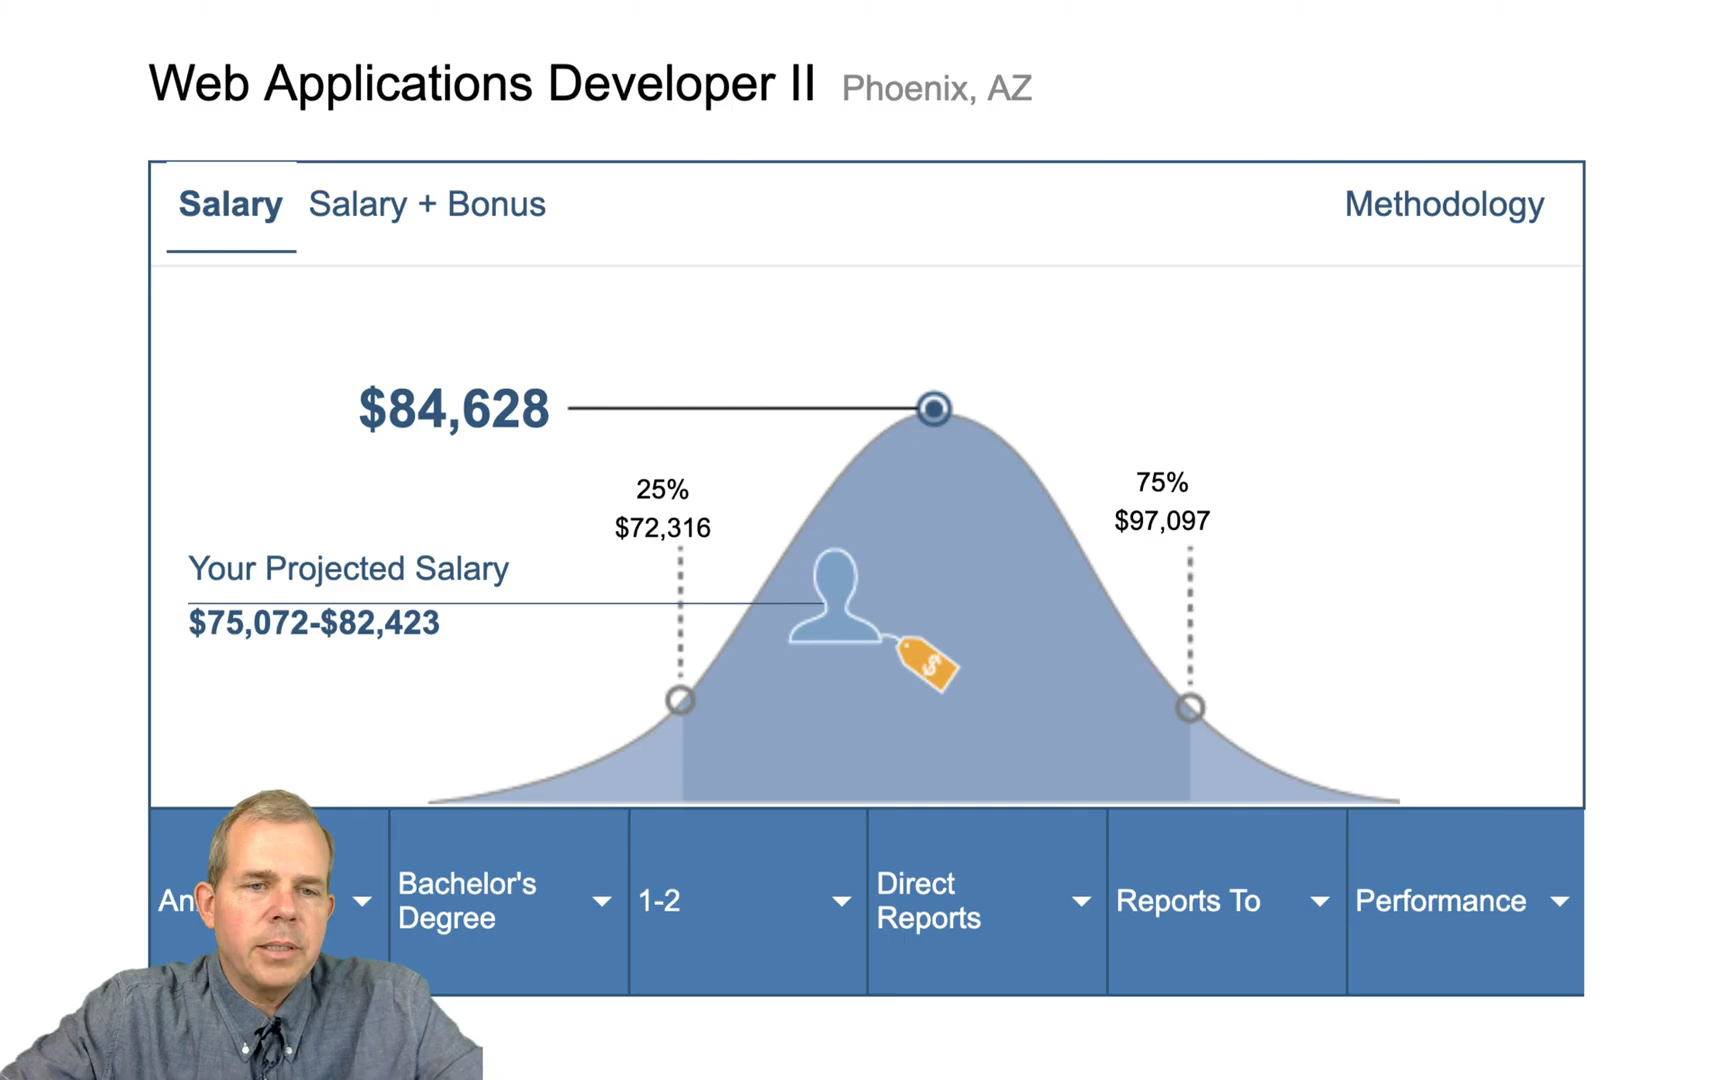 Web Applications Developer II Phoenix, AZ
Salary Salary + Bonus Methodology
$84,628
25%
$72,316
75%
$97,097
Your Projected Salary
$75,072-$82,423
Bachelor's
Degree
1-2
Direct
Reports
Reports To
Performance